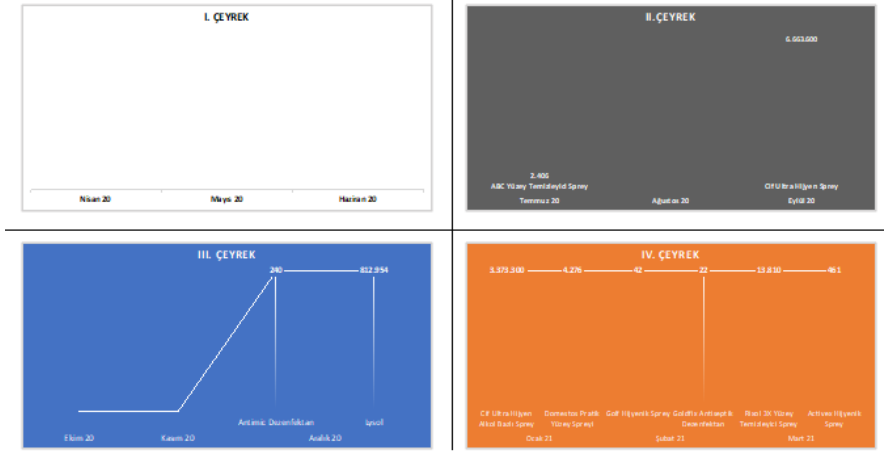 I. ÇEYREK
Nisan 20 Mayıs 20 Haziran 20
II.ÇEYREK
6.663.600
2.406
ABC Yüzey Temizleyici Sprey Cif Ultra Hijyen Sprey
Temmuz 20 Ağustos 20 Eylül 20
III. ÇEYREK
240 812.954
Antimic Dezenfektan Lysol
Ekim 20 Kasım 20 Aralık 20
IV. ÇEYREK
3.373.300 4.276 42 22 13.810 461
Cif Ultra Hijyen Domestos Pratik Golf Hijyenik Sprey Goldfis Antiseptik 3X Yüzey Activex Hijyenik
Alkol Bazlı Sprey Yüzey Spreyi Dezenfektan Temizleyici Sprey Sprey
Ocak 21 Şubat 21 Mart 21